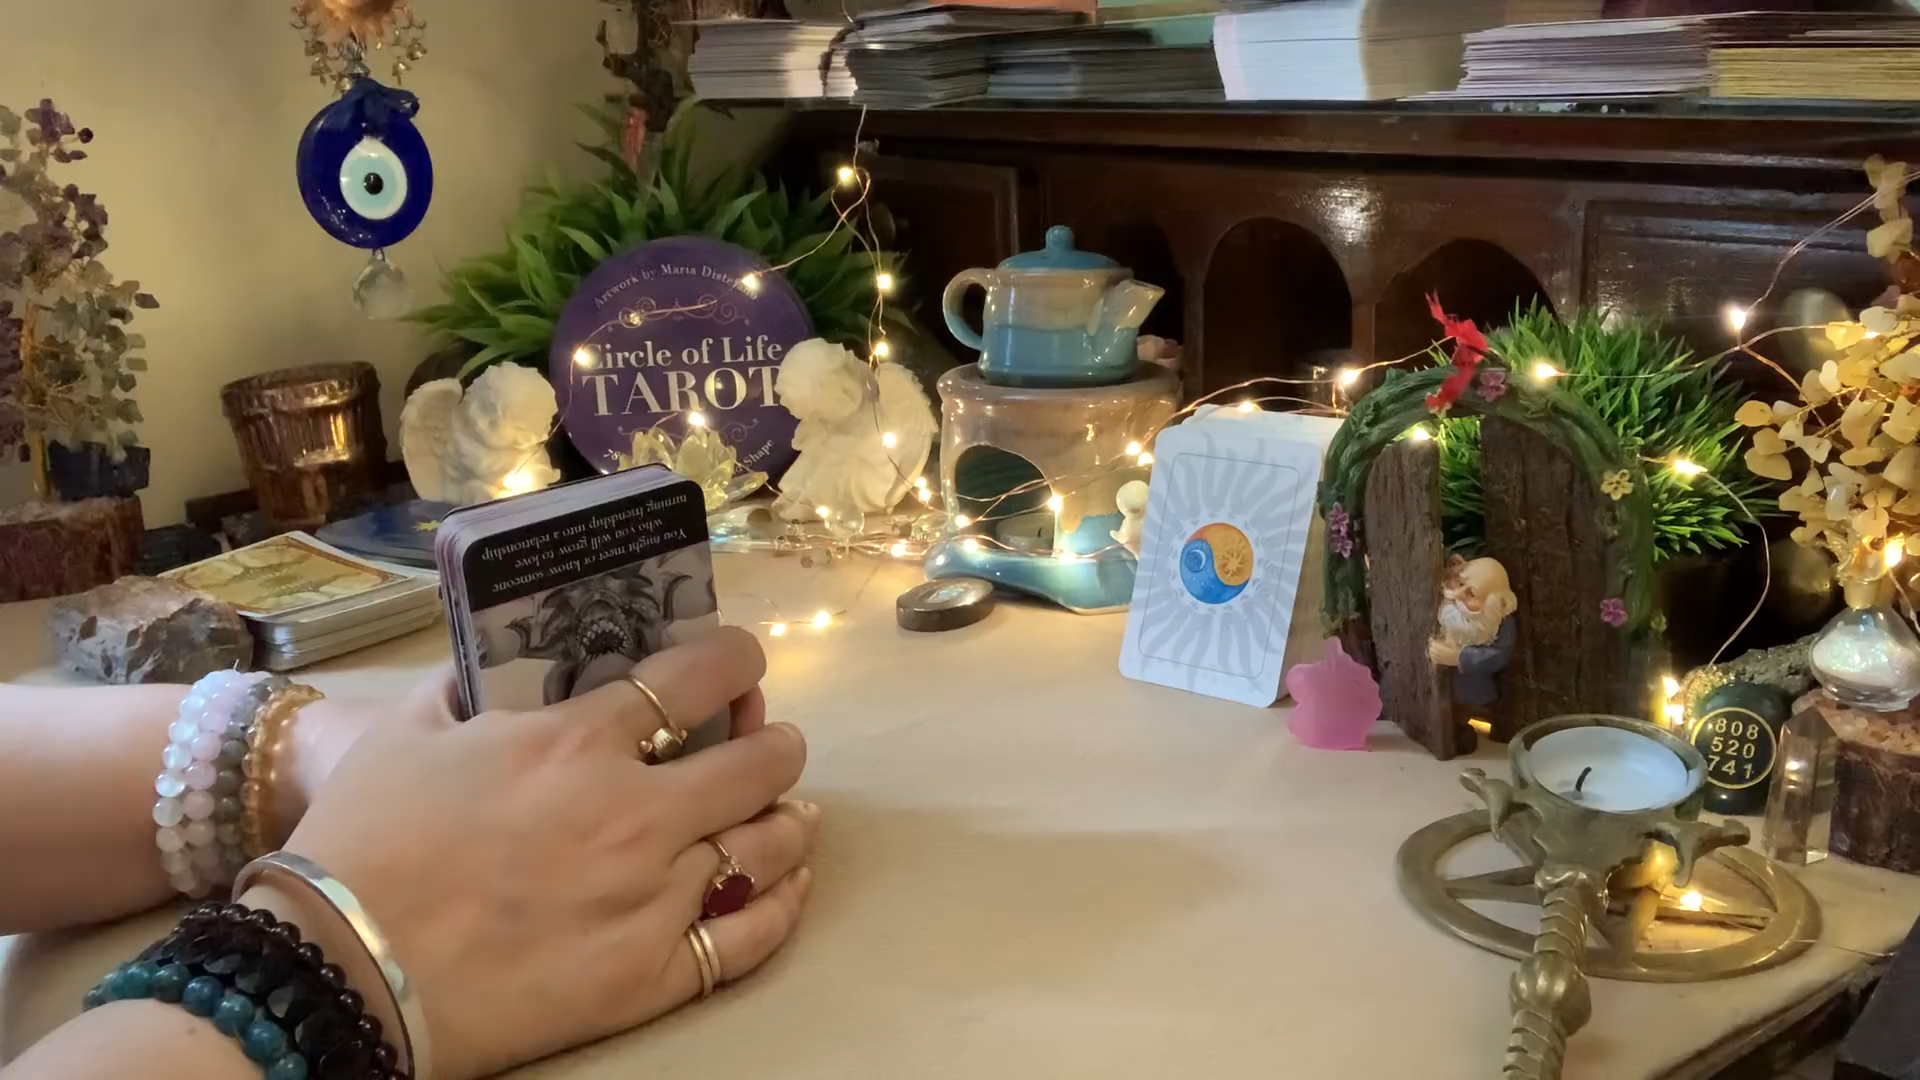 Artwork by Maria Distefano
Circle of Life
TAROT
Shape
You might meet or know someone
who you will grow to love
turning friendship into a relationship
808
520
741